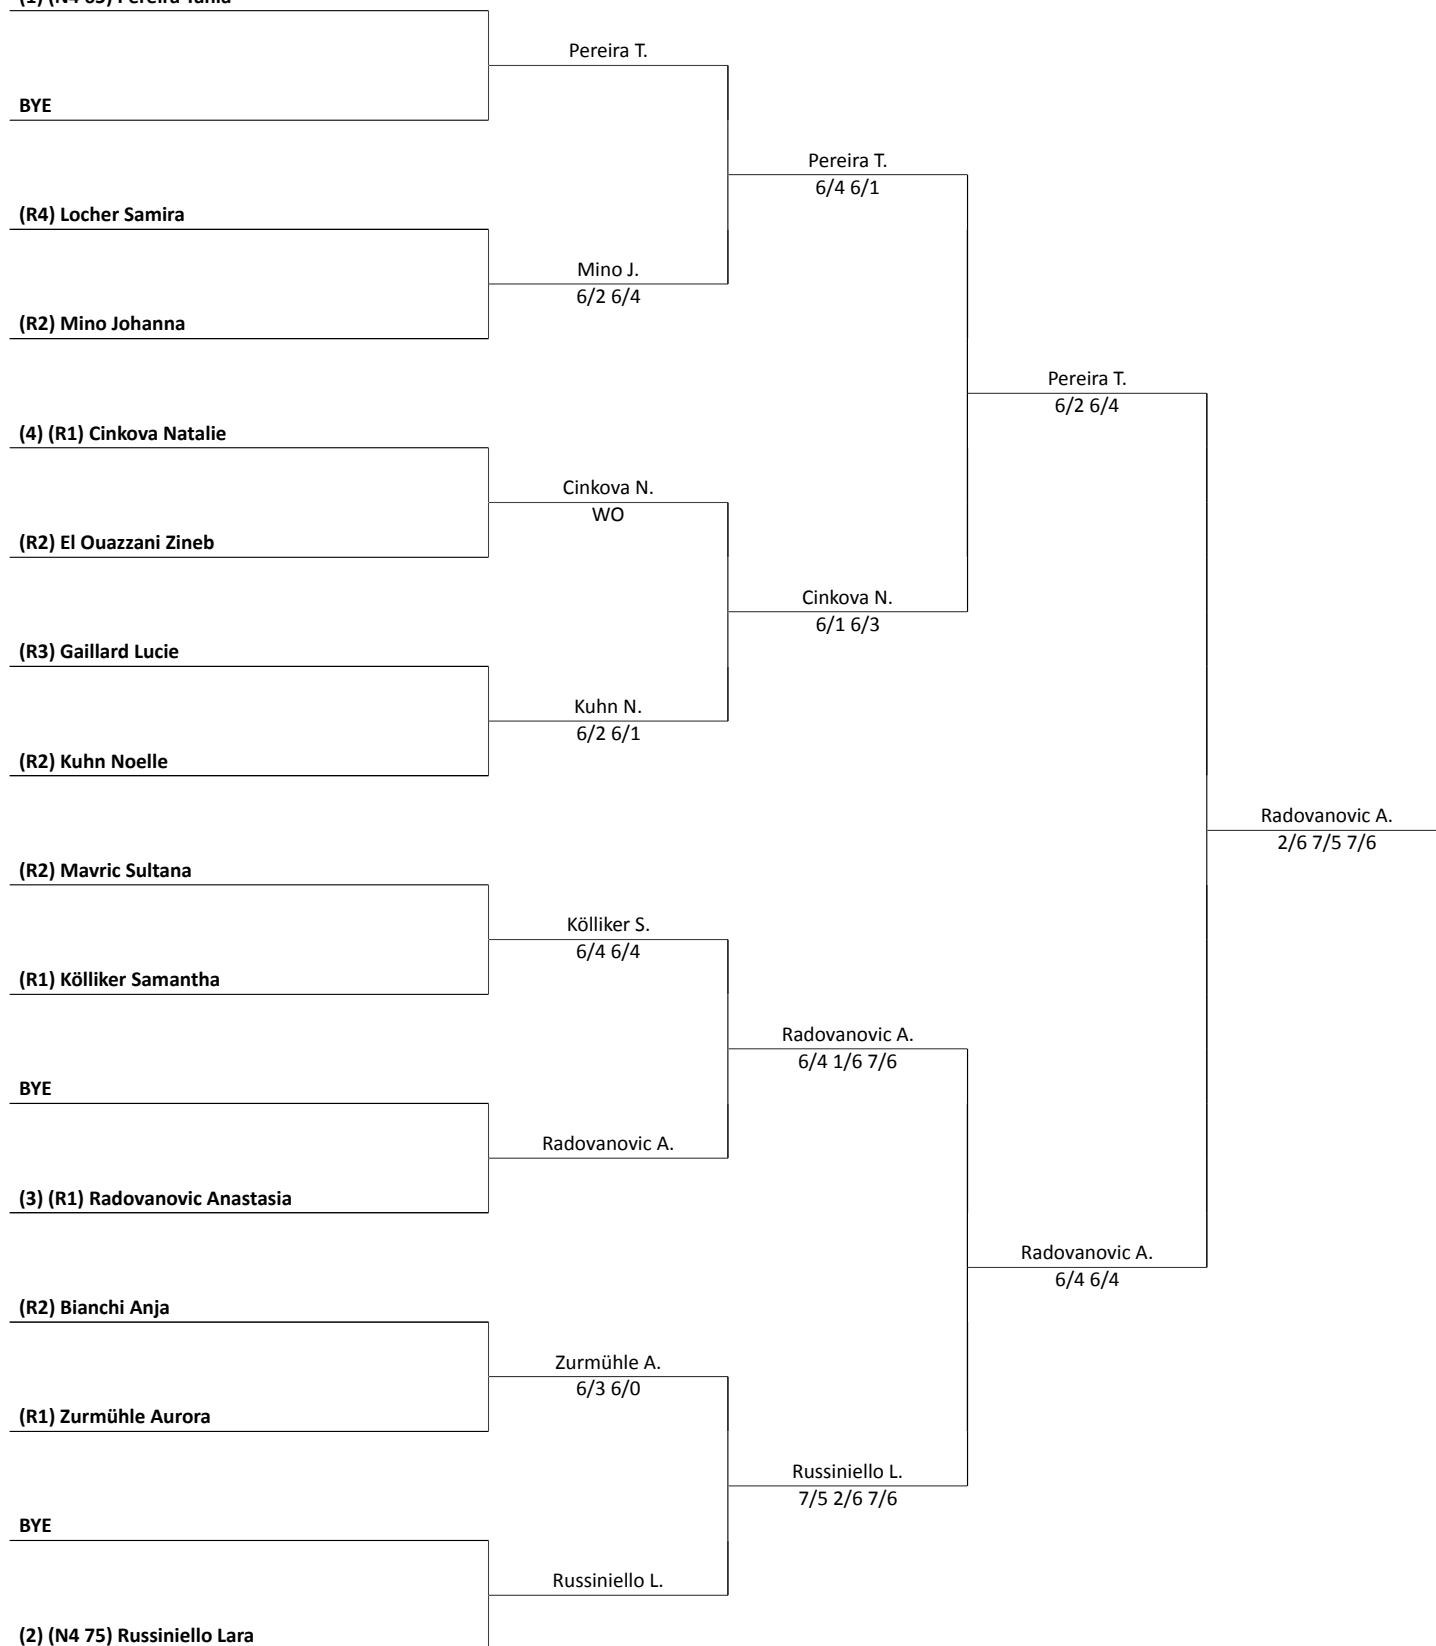 Pereira T.
BYE
Pereira T.
6/4 6/1
(R4) Locher Samira
Mino J.
6/2 6/4
(R2) Mino Johanna
Pereira T.
6/2 6/4
(4) (R1) Cinkova Natalie
Cinkova N.
WO
(R2) El Ouazzani Zineb
Cinkova N.
6/1 6/3
(R3) Gaillard Lucie
Kuhn N.
6/2 6/1
(R2) Kuhn Noelle
Radovanovic A.
2/6 7/5 7/6
(R2) Mavric Sultana
Kölliker S.
6/4 6/4
(R1) Kölliker Samantha
Radovanovic A.
6/4 1/6 7/6
BYE
Radovanovic A.
(3) (R1) Radovanovic Anastasia
Radovanovic A.
6/4 6/4
(R2) Bianchi Anja
Zurmühle A.
6/3 6/0
(R1) Zurmühle Aurora
Russiniello L.
7/5 2/6 7/6
BYE
Russiniello L.
(2) (N4 75) Russiniello Lara